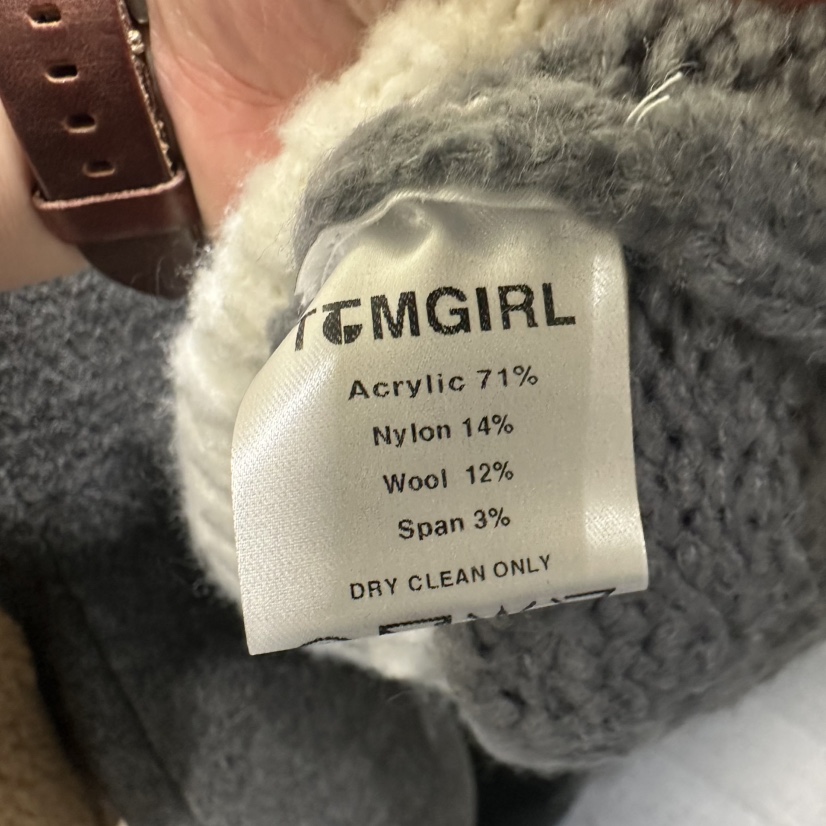 TCMGIRL
Acrylic 71%
Nylon 14%
Wool 12%
Span 3%
DRY CLEAN ONLY